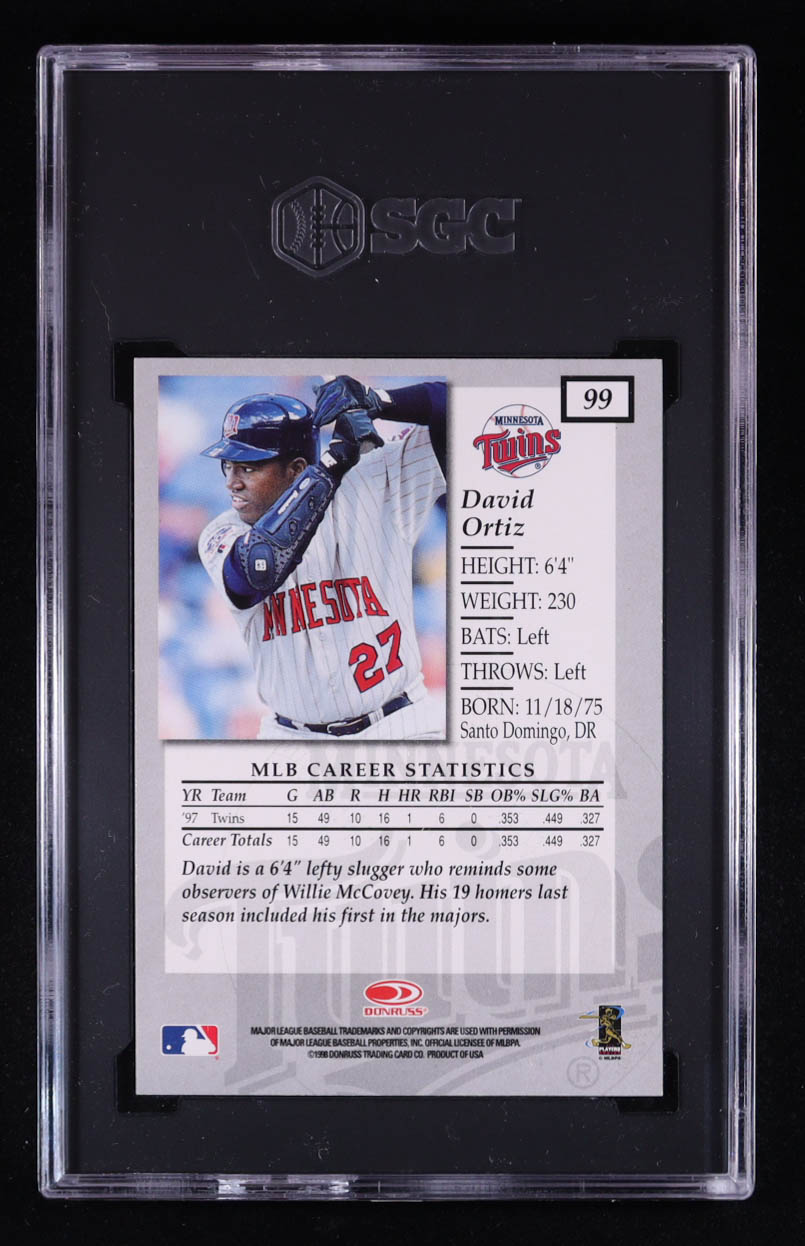 SGC
99
MINNESOTA
Twins
®
David
Ortiz
HEIGHT: 6'4"
WEIGHT: 230
BATS: Left
THROWS: Left
BORN: 11/18/75
Santo Domingo, DR
MINNESOTA
27
MINNESOTA
MLB CAREER STATISTICS
YR Team G AB R H HR RBI SB OB% SLG% BA
'97 Twins 15 49 10 16 1 6 0 .353 .449 .327
Career Totals 15 49 10 16 1 6 0 .353 .449 .327
David is a 6'4" lefty slugger who reminds some
observers of Willie McCovey. His 19 homers last
season included his first in the majors.
Twins
DONRUSS
MAJOR LEAGUE BASEBALL TRADEMARKS AND COPYRIGHTS ARE USED WITH PERMISSION
OF MAJOR LEAGUE BASEBALL PROPERTIES, INC. OFFICIAL LICENSEE OF MLBPA.
©1998 DONRUSS TRADING CARD CO. PRODUCT OF USA
PLAYERS
© MLBPA
®